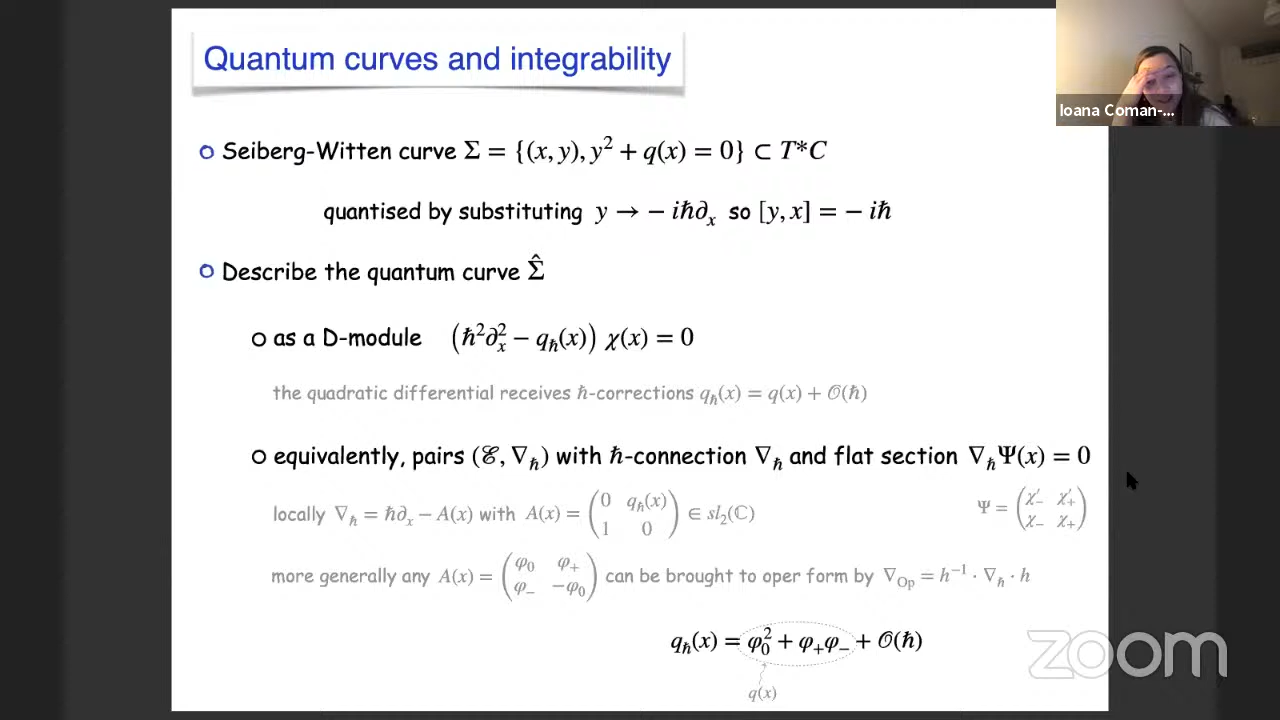 Quantum curves and integrability
Ioana Coman-...
Seiberg-Witten curve Σ = {(x, y), y² + q(x) = 0} ⊂ T*C
quantised by substituting y → − iħ∂ₓ so [y, x] = − iħ
Describe the quantum curve Σ̂
as a D-module (ħ²∂ₓ² − q_ħ(x)) χ(x) = 0
the quadratic differential receives ħ-corrections q_ħ(x) = q(x) + 𝒪(ħ)
equivalently, pairs (ℰ, ∇_ħ) with ħ-connection ∇_ħ and flat section ∇_ħΨ(x) = 0
locally ∇_ħ = ħ∂ₓ − A(x) with A(x) = (0 q_ħ(x) 1 0) ∈ sl₂(ℂ) Ψ = (χ′₋ χ′₊ χ₋ χ₊)
more generally any A(x) = (φ₀ φ₊ φ₋ −φ₀) can be brought to oper form by ∇_Op = h⁻¹ · ∇_ħ · h
q_ħ(x) = φ₀² + φ₊φ₋ + 𝒪(ħ)
q(x)
zoom